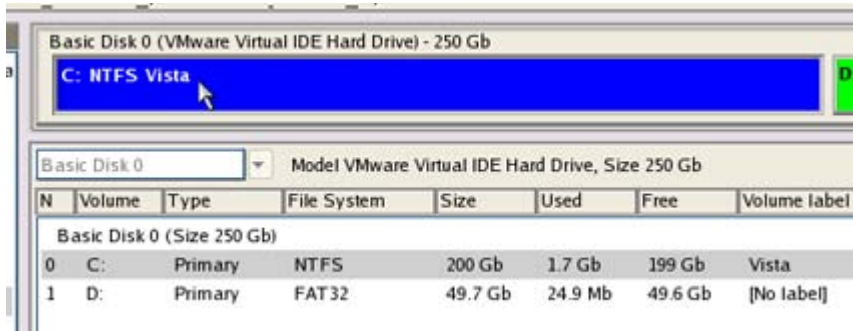 Basic Disk 0 (VMware Virtual IDE Hard Drive) - 250 Gb
C: NTFS Vista
D
Basic Disk 0
Model VMware Virtual IDE Hard Drive, Size 250 Gb
N Volume Type File System Size Used Free Volume label
Basic Disk 0 (Size 250 Gb)
0 C: Primary NTFS 200 Gb 1.7 Gb 199 Gb Vista
1 D: Primary FAT32 49.7 Gb 24.9 Mb 49.6 Gb [No label]